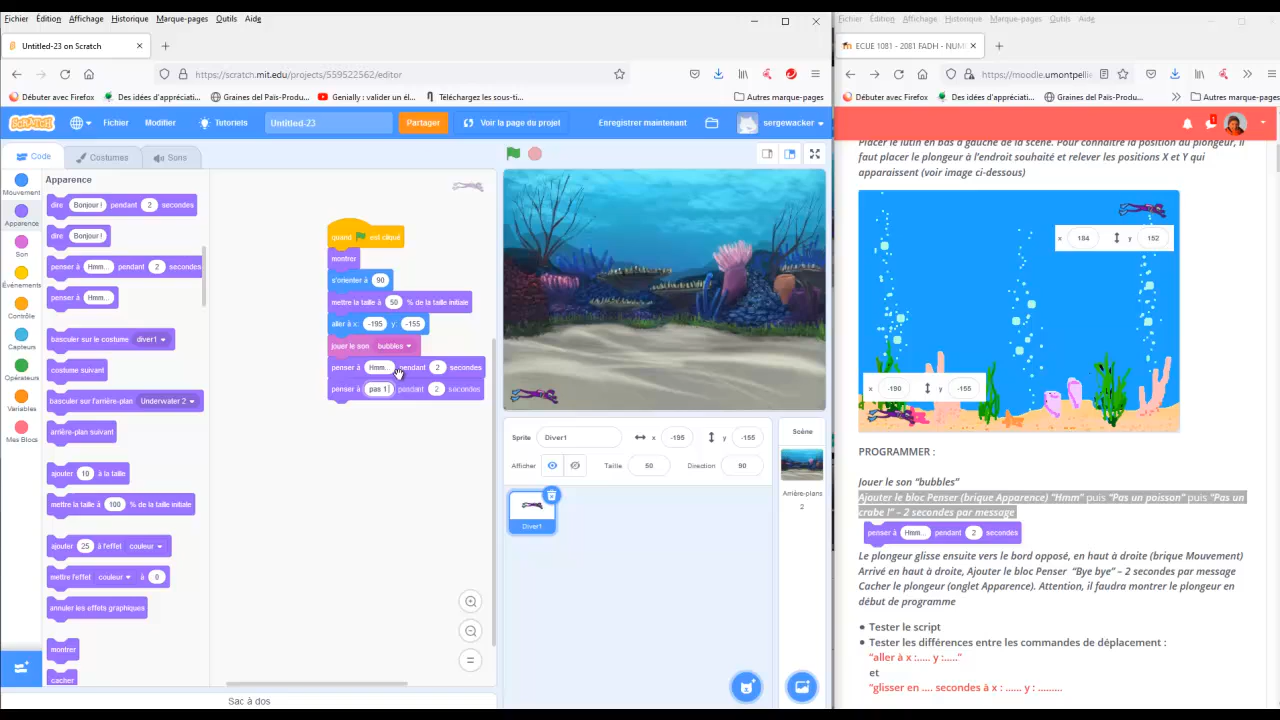 Fichier Édition Affichage Historique Marque-pages Outils Aide
Untitled-23 on Scratch
https://scratch.mit.edu/projects/559522562/editor
Débuter avec Firefox Des idées d'appréciati... Graines del Païs-Produ... Genially : valider un él... Téléchargez les sous-ti... Autres marque-pages
SCRATCH Fichier Modifier Tutoriels Untitled-23 Partager Voir la page du projet Enregistrer maintenant sergewacker
Code Costumes Sons
Mouvement
Apparence
Son
Événements
Contrôle
Capteurs
Opérateurs
Variables
Mes Blocs
Apparence
dire Bonjour ! pendant 2 secondes
dire Bonjour !
penser à Hmm... pendant 2 secondes
penser à Hmm...
basculer sur le costume diver1
costume suivant
basculer sur l'arrière-plan Underwater 2
arrière-plan suivant
ajouter 10 à la taille
mettre la taille à 100 % de la taille initiale
ajouter 25 à l'effet couleur
mettre l'effet couleur à 0
annuler les effets graphiques
montrer
cacher
quand est cliqué
montrer
s'orienter à 90
mettre la taille à 50 % de la taille initiale
aller à x: -195 y: -155
jouer le son bubbles
penser à Hmm... pendant 2 secondes
penser à pas 1 pendant 2 secondes
Sac à dos
Sprite Diver1 x -195 y -155
Afficher Taille 50 Direction 90
Diver1
Scène
Arrière-plans
2
Fichier Édition Affichage Historique Marque-pages Outils Aide
ECUE 1081 - 2081 FADH - NUM
https://moodle.umontpellie
Débuter avec Firefox Des idées d'appréciati... Graines del Païs-Produ... Autres marque-pages
1
Placer le lutin en bas à gauche de la scène. Pour connaître la position du plongeur, il
faut placer le plongeur à l'endroit souhaité et relever les positions X et Y qui
apparaissent (voir image ci-dessous)
x 184 y 152
x -190 y -155
PROGRAMMER :
Jouer le son "bubbles"
Ajouter le bloc Penser (brique Apparence) "Hmm" puis "Pas un poisson" puis "Pas un
crabe !" – 2 secondes par message
penser à Hmm... pendant 2 secondes
Le plongeur glisse ensuite vers le bord opposé, en haut à droite (brique Mouvement)
Arrivé en haut à droite, Ajouter le bloc Penser "Bye bye" – 2 secondes par message
Cacher le plongeur (onglet Apparence). Attention, il faudra montrer le plongeur en
début de programme
● Tester le script
● Tester les différences entre les commandes de déplacement :
"aller à x :..... y :....."
et
"glisser en .... secondes à x : ...... y : .........